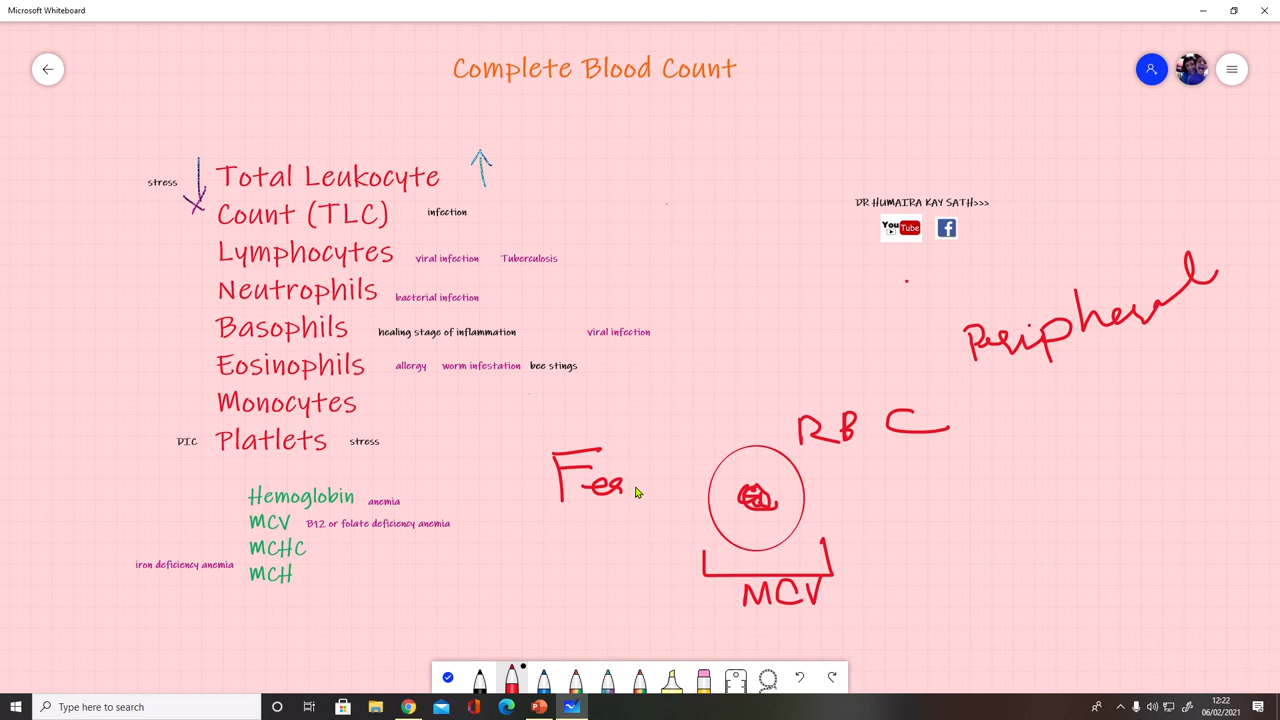 Microsoft Whiteboard
Complete Blood Count
stress
Total Leukocyte
Count (TLC)
infection
DR HUMAIRA KAY SATH>>>
You
Tube
Lymphocytes
viral infection
Tuberculosis
Neutrophils
bacterial infection
Peripheral
Basophils
healing stage of inflammation
viral infection
Eosinophils
allergy
worm infestation
bee stings
Monocytes
RBC
DIC
Platlets
stress
Fer
Hemoglobin
anemia
MCV
B12 or folate deficiency anemia
MCHC
iron deficiency anemia
MCH
MCV
Type here to search
12:22
06/02/2021